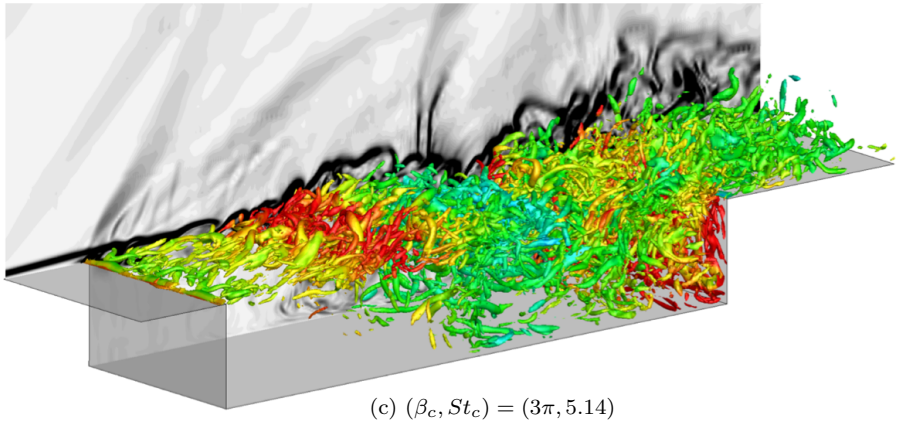 (c) (β_c, St_c) = (3π, 5.14)